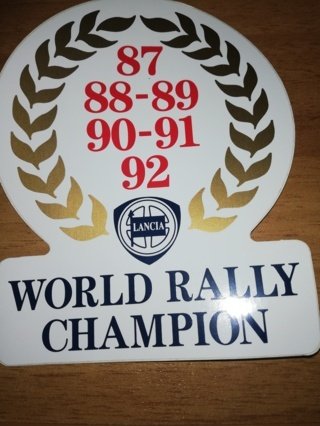 87
88-89
90-91
92
LANCIA
WORLD RALLY
CHAMPION